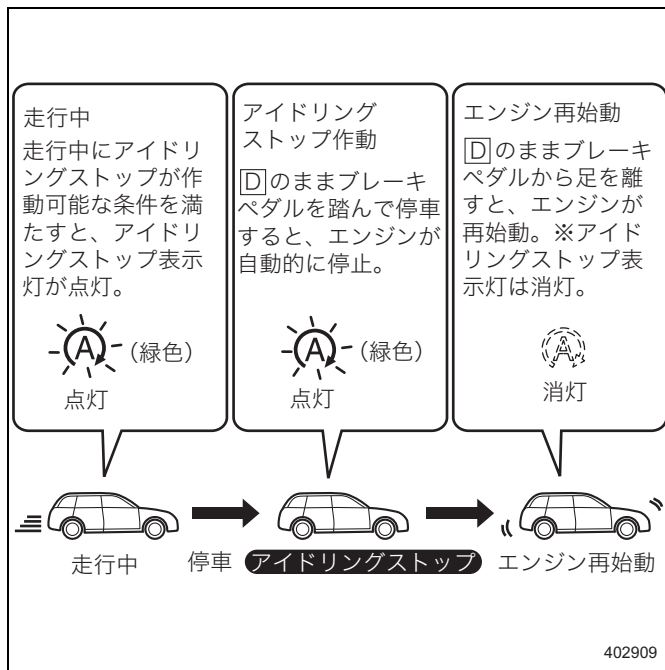 走行中
走行中にアイドリ
ングストップが作
動可能な条件を満
たすと、アイドリ
ングストップ表示
灯が点灯。
A (緑色)
点灯
アイドリング
ストップ作動
Dのままブレーキ
ペダルを踏んで停車
すると、エンジンが
自動的に停止。
A (緑色)
点灯
エンジン再始動
Dのままブレーキ
ペダルから足を離
すと、エンジンが
再始動。※アイド
リングストップ表
示灯は消灯。
A
消灯
走行中 停車 アイドリングストップ エンジン再始動
402909